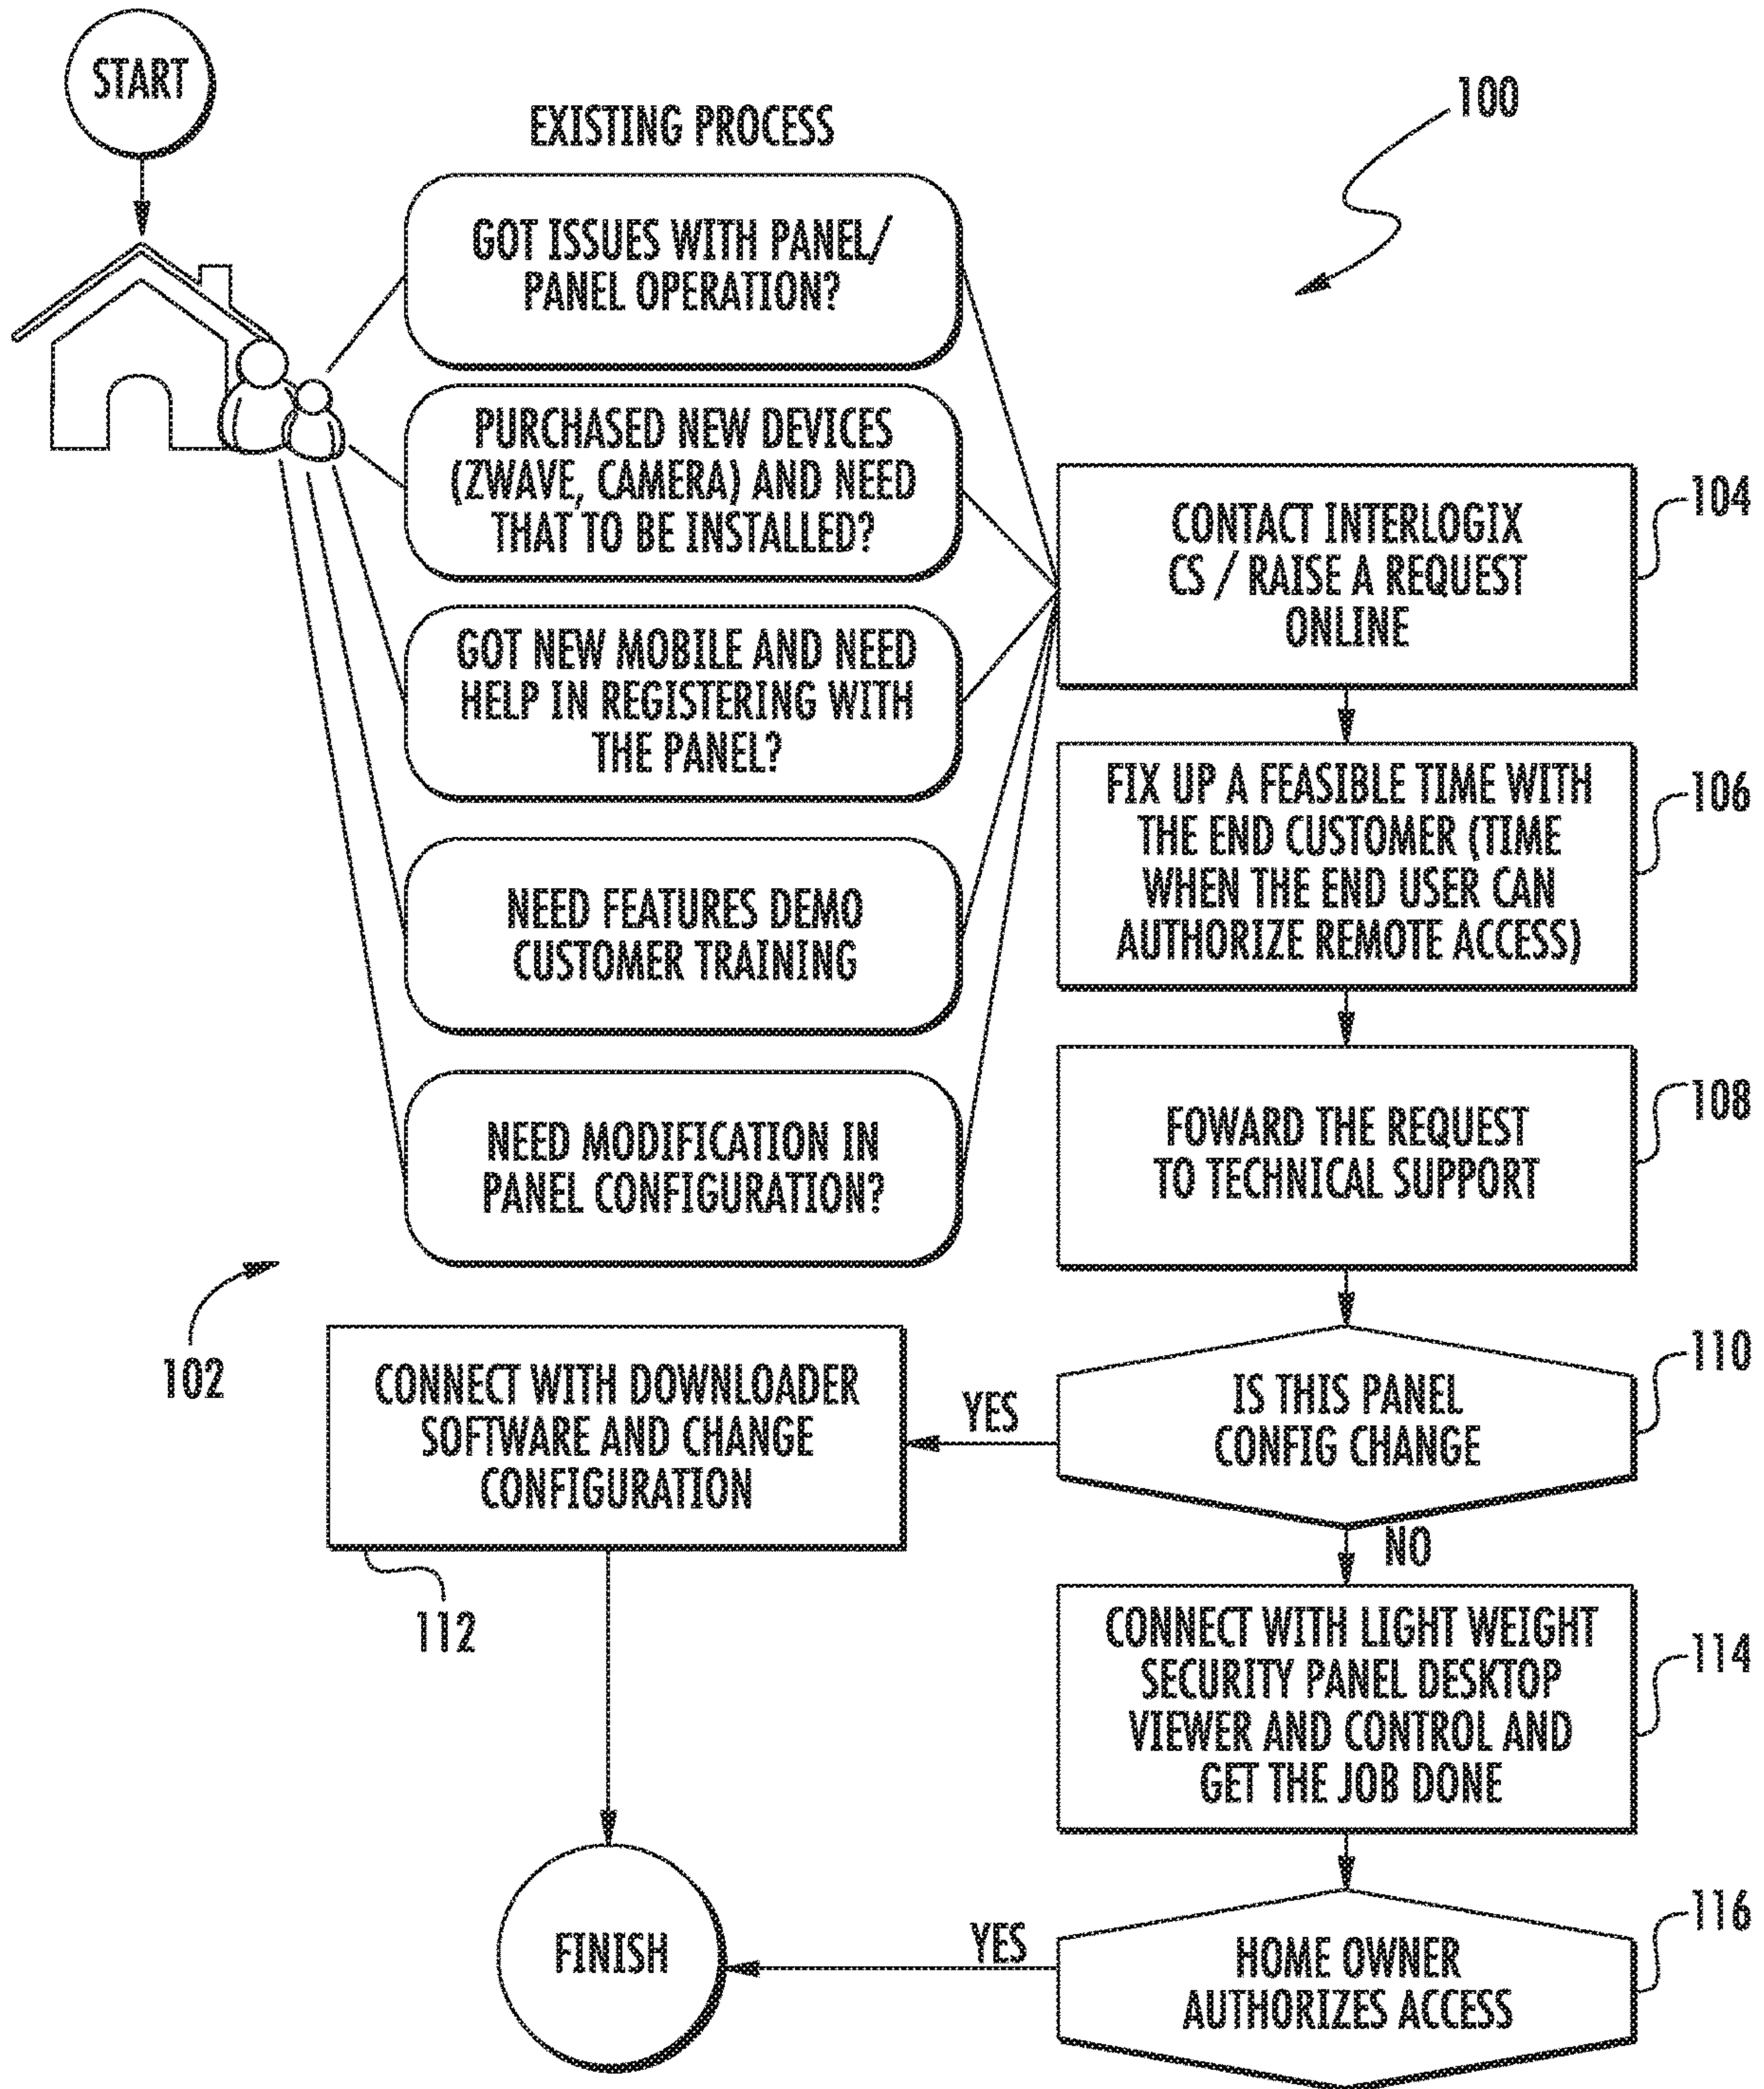 START
EXISTING PROCESS
100
GOT ISSUES WITH PANEL/
PANEL OPERATION?
PURCHASED NEW DEVICES
(ZWAVE, CAMERA) AND NEED
THAT TO BE INSTALLED?
GOT NEW MOBILE AND NEED
HELP IN REGISTERING WITH
THE PANEL?
NEED FEATURES DEMO
CUSTOMER TRAINING
NEED MODIFICATION IN
PANEL CONFIGURATION?
102
CONTACT INTERLOGIX
CS / RAISE A REQUEST
ONLINE
104
FIX UP A FEASIBLE TIME WITH
THE END CUSTOMER (TIME
WHEN THE END USER CAN
AUTHORIZE REMOTE ACCESS)
106
FOWARD THE REQUEST
TO TECHNICAL SUPPORT
108
IS THIS PANEL
CONFIG CHANGE
110
YES
CONNECT WITH DOWNLOADER
SOFTWARE AND CHANGE
CONFIGURATION
112
NO
CONNECT WITH LIGHT WEIGHT
SECURITY PANEL DESKTOP
VIEWER AND CONTROL AND
GET THE JOB DONE
114
HOME OWNER
AUTHORIZES ACCESS
116
YES
FINISH